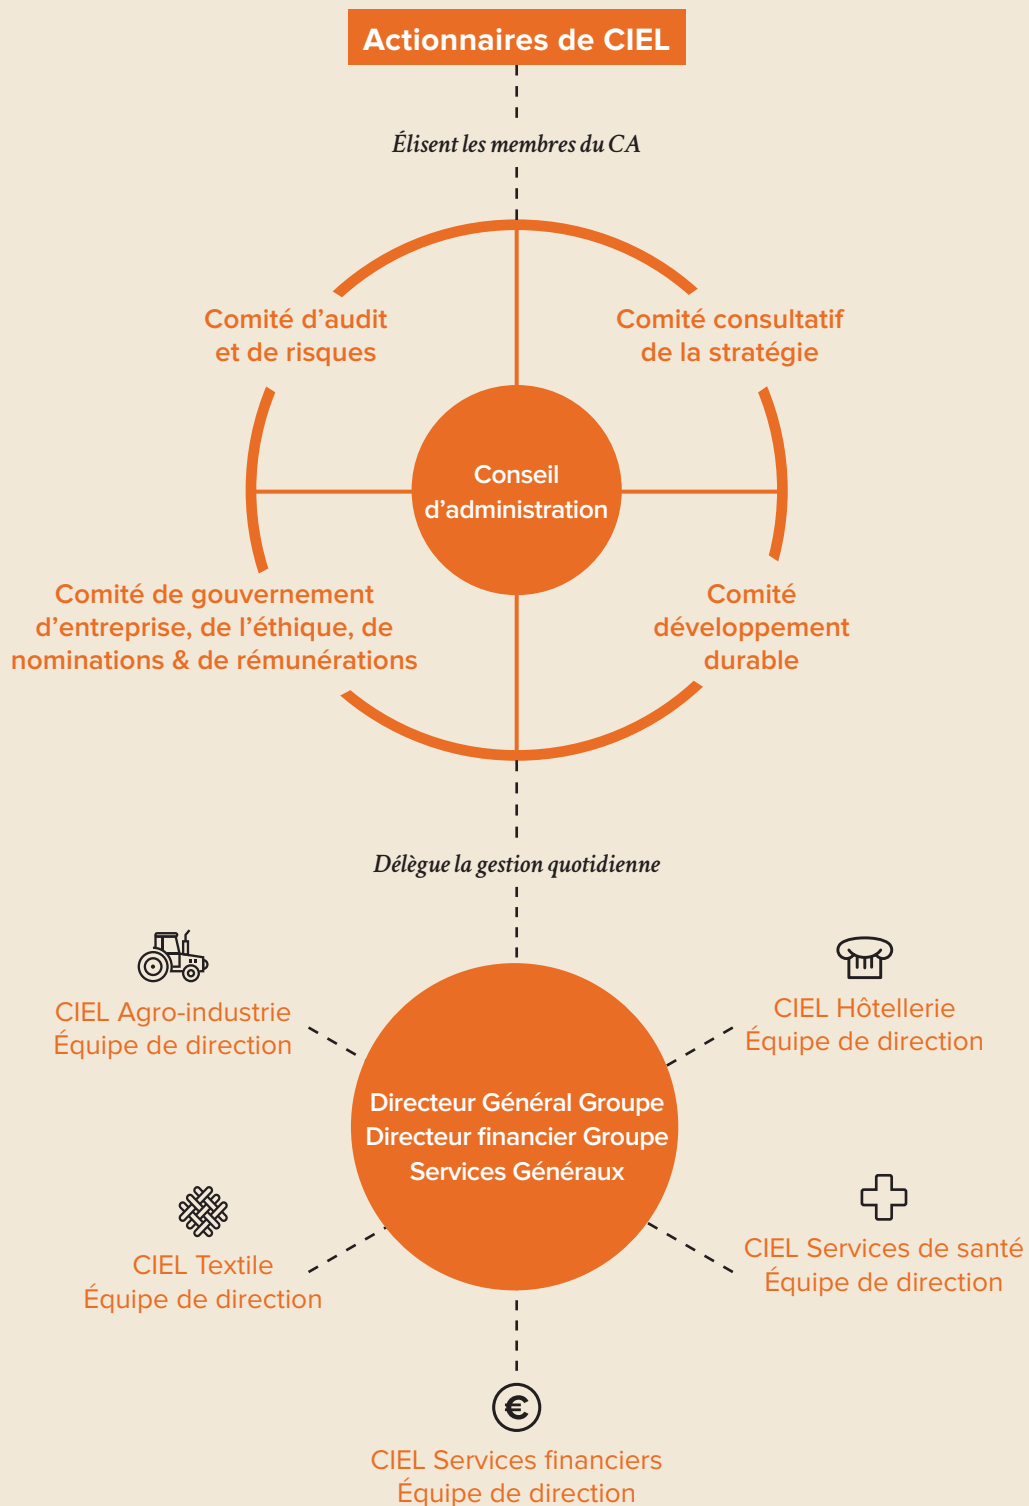 Actionnaires de CIEL
Élisent les membres du CA
Comité d’audit
et de risques
Comité consultatif
de la stratégie
Conseil
d’administration
Comité de gouvernement
d’entreprise, de l’éthique, de
nominations & de rémunérations
Comité
développement
durable
Délègue la gestion quotidienne
CIEL Agro-industrie
Équipe de direction
CIEL Hôtellerie
Équipe de direction
Directeur Général Groupe
Directeur financier Groupe
Services Généraux
CIEL Textile
Équipe de direction
CIEL Services de santé
Équipe de direction
€
CIEL Services financiers
Équipe de direction